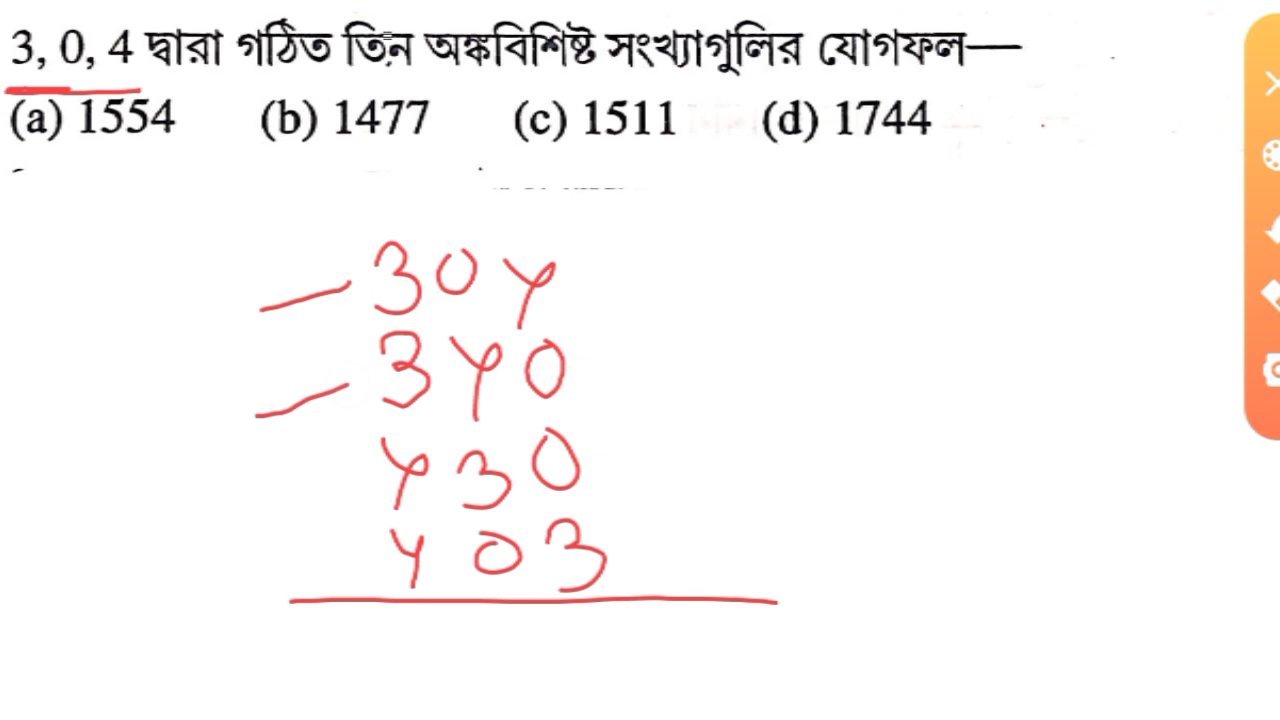 3, 0, 4 দ্বারা গঠিত তিন অঙ্কবিশিষ্ট সংখ্যাগুলির যোগফল—
(a) 1554 (b) 1477 (c) 1511 (d) 1744
304
340
430
403